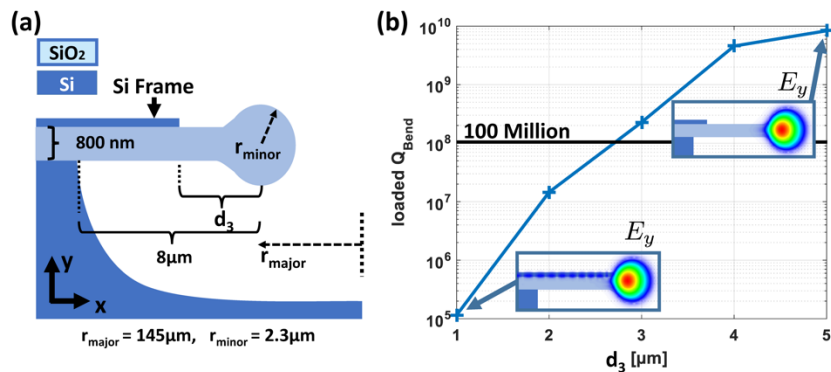 (a)
SiO₂
Si
Si Frame
800 nm
r_minor
d₃
8μm
r_major
y
x
r_major = 145μm, r_minor = 2.3μm
(b)
loaded Q_Bend
10¹⁰
10⁹
10⁸
10⁷
10⁶
10⁵
100 Million
E_y
E_y
1 2 3 4 5
d₃ [μm]